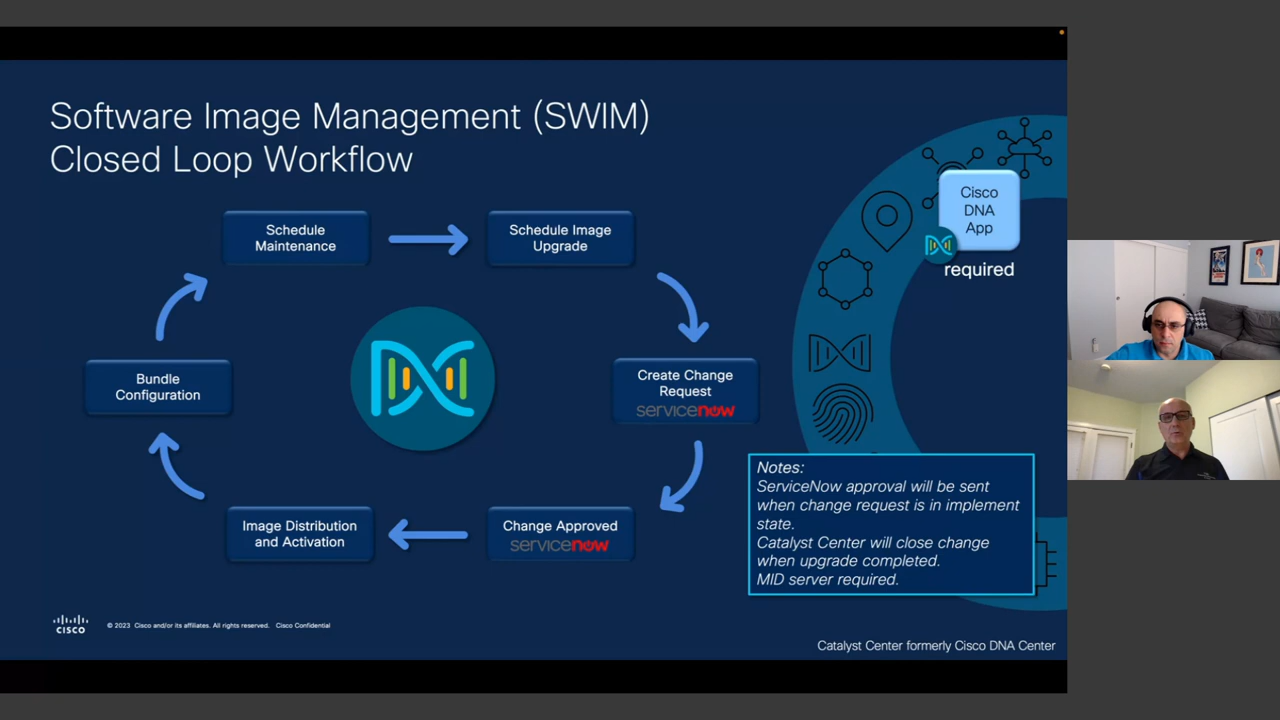 Software Image Management (SWIM)
Closed Loop Workflow
Cisco
DNA
App
required
Schedule
Maintenance
Schedule Image
Upgrade
Bundle
Configuration
Create Change
Request
servicenow
Image Distribution
and Activation
Change Approved
servicenow
Notes:
ServiceNow approval will be sent
when change request is in implement
state.
Catalyst Center will close change
when upgrade completed.
MID server required.
CISCO
© 2023 Cisco and/or its affiliates. All rights reserved. Cisco Confidential
Catalyst Center formerly Cisco DNA Center